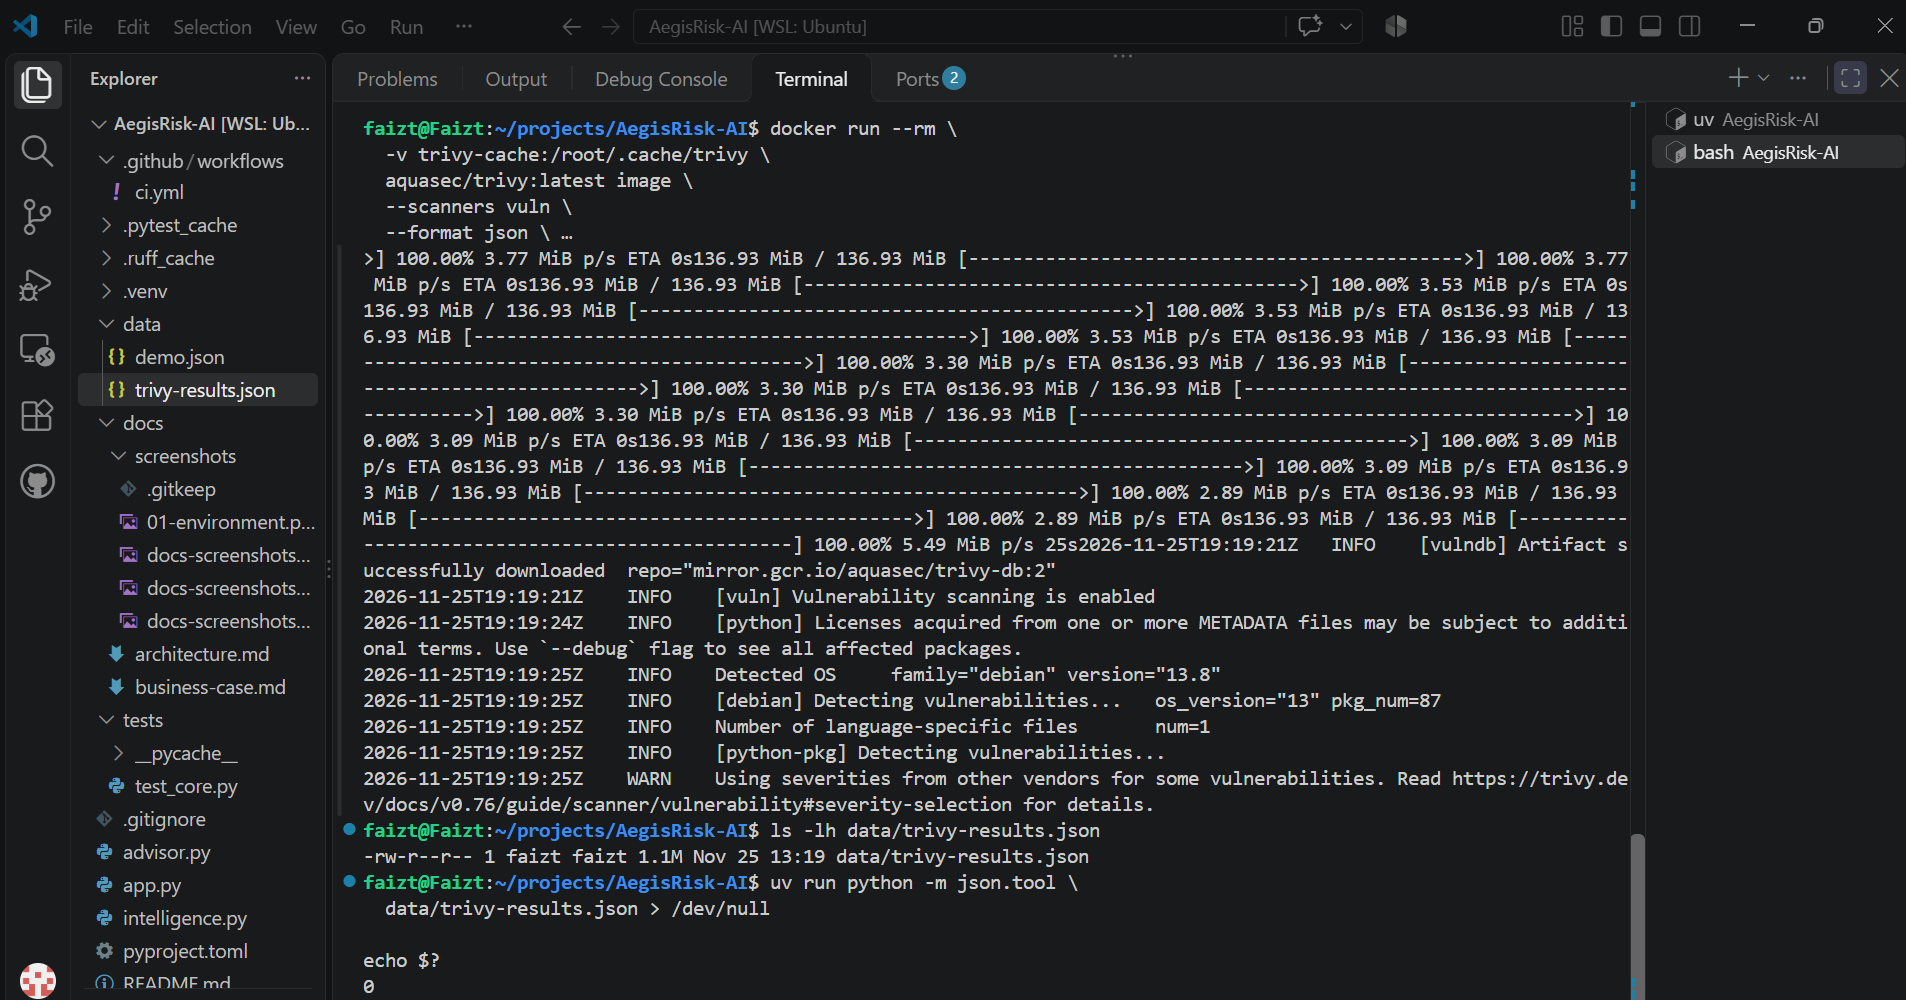 File Edit Selection View Go Run ··· AegisRisk-AI [WSL: Ubuntu]
Explorer ···
AegisRisk-AI [WSL: Ub...
.github / workflows
! ci.yml
.pytest_cache
.ruff_cache
.venv
data
{} demo.json
{} trivy-results.json
docs
screenshots
.gitkeep
01-environment.p...
docs-screenshots...
docs-screenshots...
docs-screenshots...
architecture.md
business-case.md
tests
__pycache__
test_core.py
.gitignore
advisor.py
app.py
intelligence.py
pyproject.toml
README.md
Problems Output Debug Console Terminal Ports 2
faizt@Faizt:~/projects/AegisRisk-AI$ docker run --rm \
  -v trivy-cache:/root/.cache/trivy \
  aquasec/trivy:latest image \
  --scanners vuln \
  --format json \ …
>] 100.00% 3.77 MiB p/s ETA 0s136.93 MiB / 136.93 MiB [--------------------------------------------->] 100.00% 3.77
 MiB p/s ETA 0s136.93 MiB / 136.93 MiB [--------------------------------------------->] 100.00% 3.53 MiB p/s ETA 0s
136.93 MiB / 136.93 MiB [--------------------------------------------->] 100.00% 3.53 MiB p/s ETA 0s136.93 MiB / 13
6.93 MiB [--------------------------------------------->] 100.00% 3.53 MiB p/s ETA 0s136.93 MiB / 136.93 MiB [-----
---------------------------------------->] 100.00% 3.30 MiB p/s ETA 0s136.93 MiB / 136.93 MiB [--------------------
------------------------->] 100.00% 3.30 MiB p/s ETA 0s136.93 MiB / 136.93 MiB [-----------------------------------
---------->] 100.00% 3.30 MiB p/s ETA 0s136.93 MiB / 136.93 MiB [--------------------------------------------->] 10
0.00% 3.09 MiB p/s ETA 0s136.93 MiB / 136.93 MiB [--------------------------------------------->] 100.00% 3.09 MiB
p/s ETA 0s136.93 MiB / 136.93 MiB [--------------------------------------------->] 100.00% 3.09 MiB p/s ETA 0s136.9
3 MiB / 136.93 MiB [--------------------------------------------->] 100.00% 2.89 MiB p/s ETA 0s136.93 MiB / 136.93
MiB [--------------------------------------------->] 100.00% 2.89 MiB p/s ETA 0s136.93 MiB / 136.93 MiB [----------
---------------------------------------] 100.00% 5.49 MiB p/s 25s2026-11-25T19:19:21Z   INFO    [vulndb] Artifact s
uccessfully downloaded  repo="mirror.gcr.io/aquasec/trivy-db:2"
2026-11-25T19:19:21Z    INFO    [vuln] Vulnerability scanning is enabled
2026-11-25T19:19:24Z    INFO    [python] Licenses acquired from one or more METADATA files may be subject to additi
onal terms. Use `--debug` flag to see all affected packages.
2026-11-25T19:19:25Z    INFO    Detected OS     family="debian" version="13.8"
2026-11-25T19:19:25Z    INFO    [debian] Detecting vulnerabilities...   os_version="13" pkg_num=87
2026-11-25T19:19:25Z    INFO    Number of language-specific files       num=1
2026-11-25T19:19:25Z    INFO    [python-pkg] Detecting vulnerabilities...
2026-11-25T19:19:25Z    WARN    Using severities from other vendors for some vulnerabilities. Read https://trivy.de
v/docs/v0.76/guide/scanner/vulnerability#severity-selection for details.
faizt@Faizt:~/projects/AegisRisk-AI$ ls -lh data/trivy-results.json
-rw-r--r-- 1 faizt faizt 1.1M Nov 25 13:19 data/trivy-results.json
faizt@Faizt:~/projects/AegisRisk-AI$ uv run python -m json.tool \
  data/trivy-results.json > /dev/null
echo $?
0
uv AegisRisk-AI
bash AegisRisk-AI